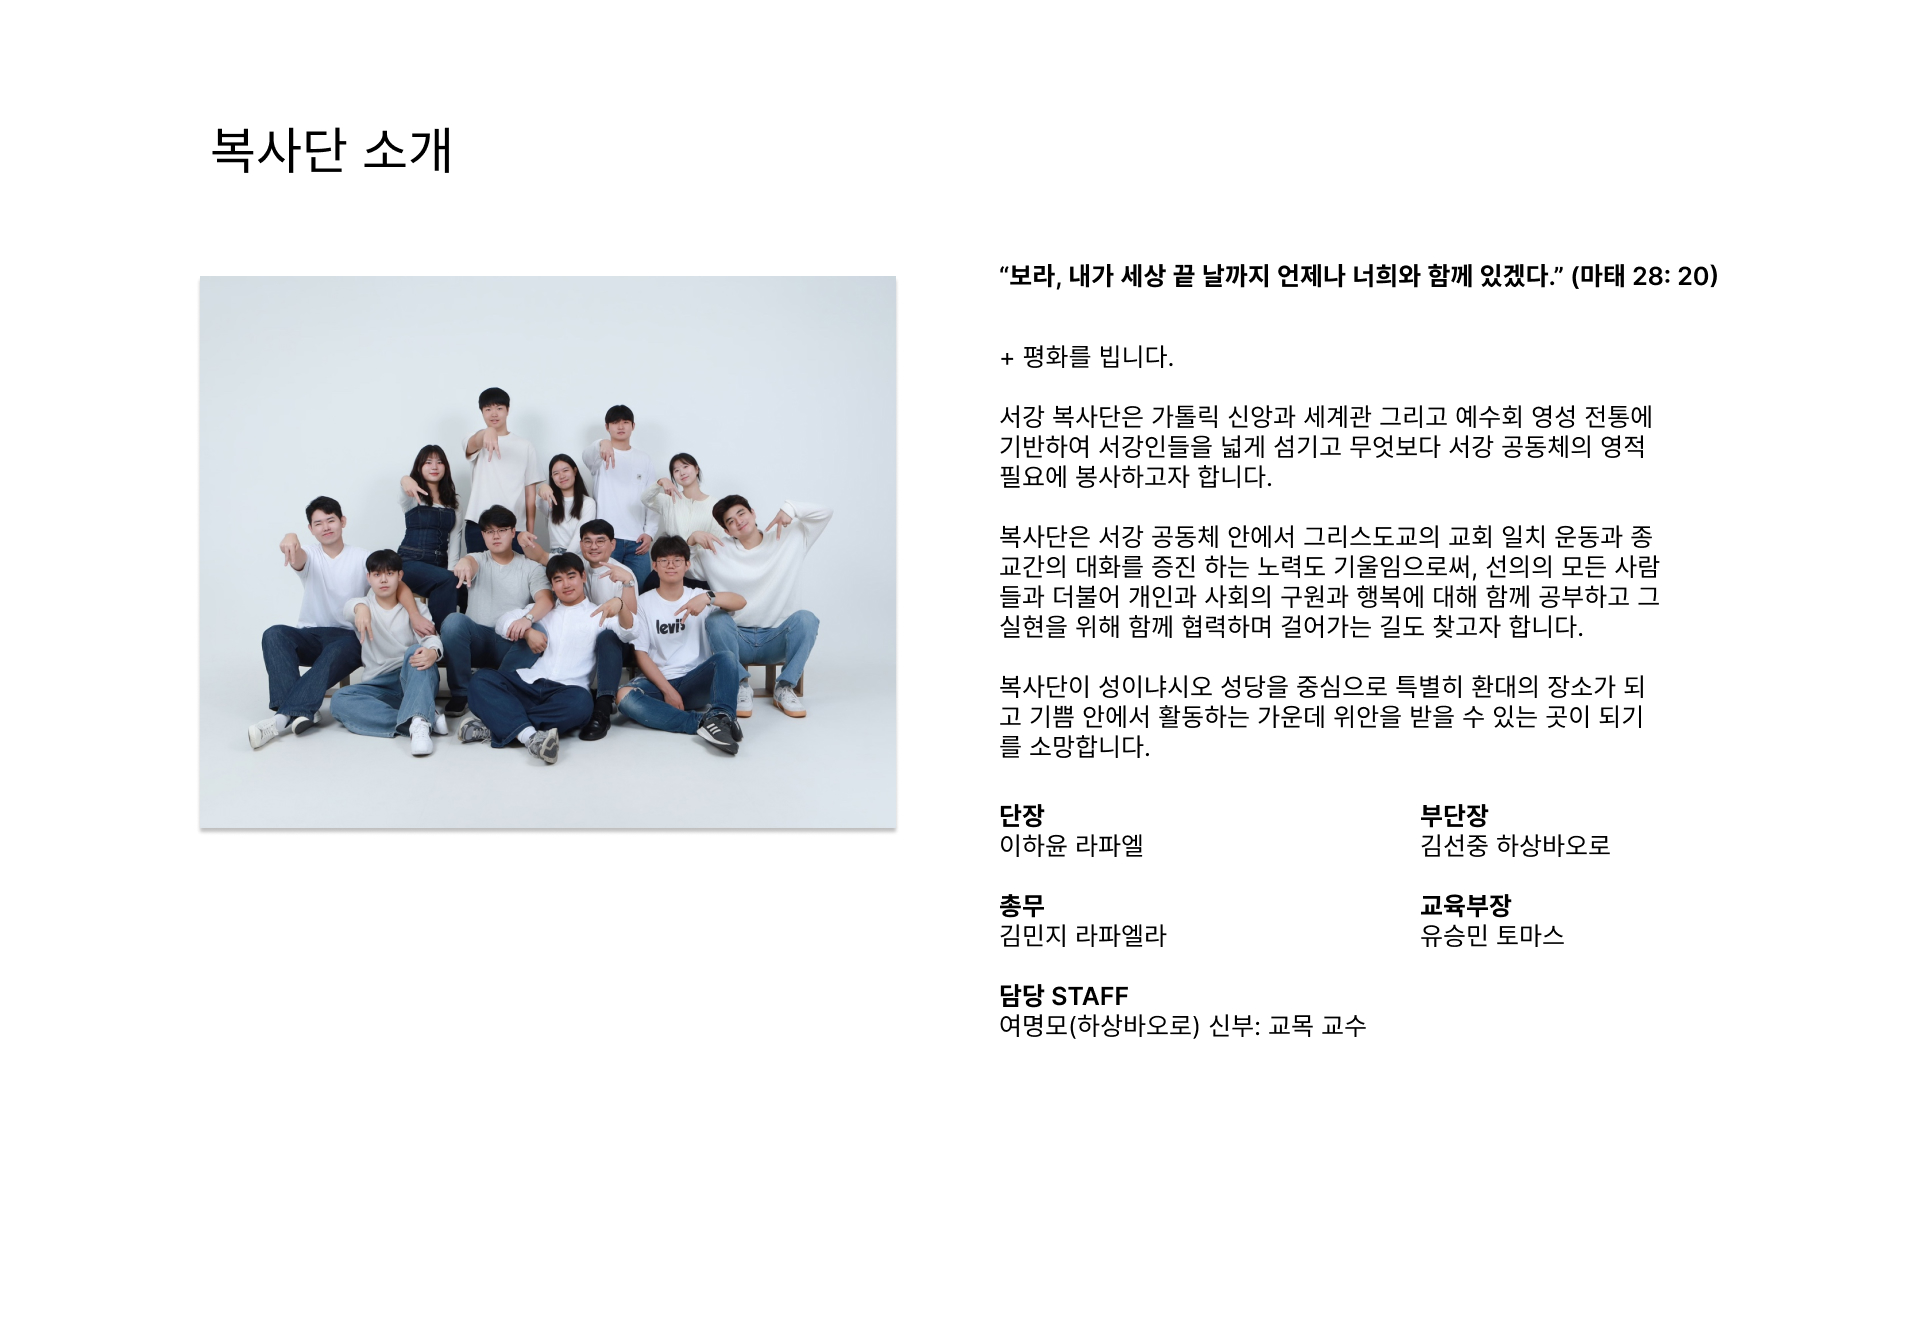 복사단 소개
“보라, 내가 세상 끝 날까지 언제나 너희와 함께 있겠다.” (마태 28: 20)
+ 평화를 빕니다.
서강 복사단은 가톨릭 신앙과 세계관 그리고 예수회 영성 전통에
기반하여 서강인들을 넓게 섬기고 무엇보다 서강 공동체의 영적
필요에 봉사하고자 합니다.
복사단은 서강 공동체 안에서 그리스도교의 교회 일치 운동과 종
교간의 대화를 증진 하는 노력도 기울임으로써, 선의의 모든 사람
들과 더불어 개인과 사회의 구원과 행복에 대해 함께 공부하고 그
실현을 위해 함께 협력하며 걸어가는 길도 찾고자 합니다.
복사단이 성이냐시오 성당을 중심으로 특별히 환대의 장소가 되
고 기쁨 안에서 활동하는 가운데 위안을 받을 수 있는 곳이 되기
를 소망합니다.
단장
이하윤 라파엘
부단장
김선중 하상바오로
총무
김민지 라파엘라
교육부장
유승민 토마스
담당 STAFF
여명모(하상바오로) 신부: 교목 교수
levi's